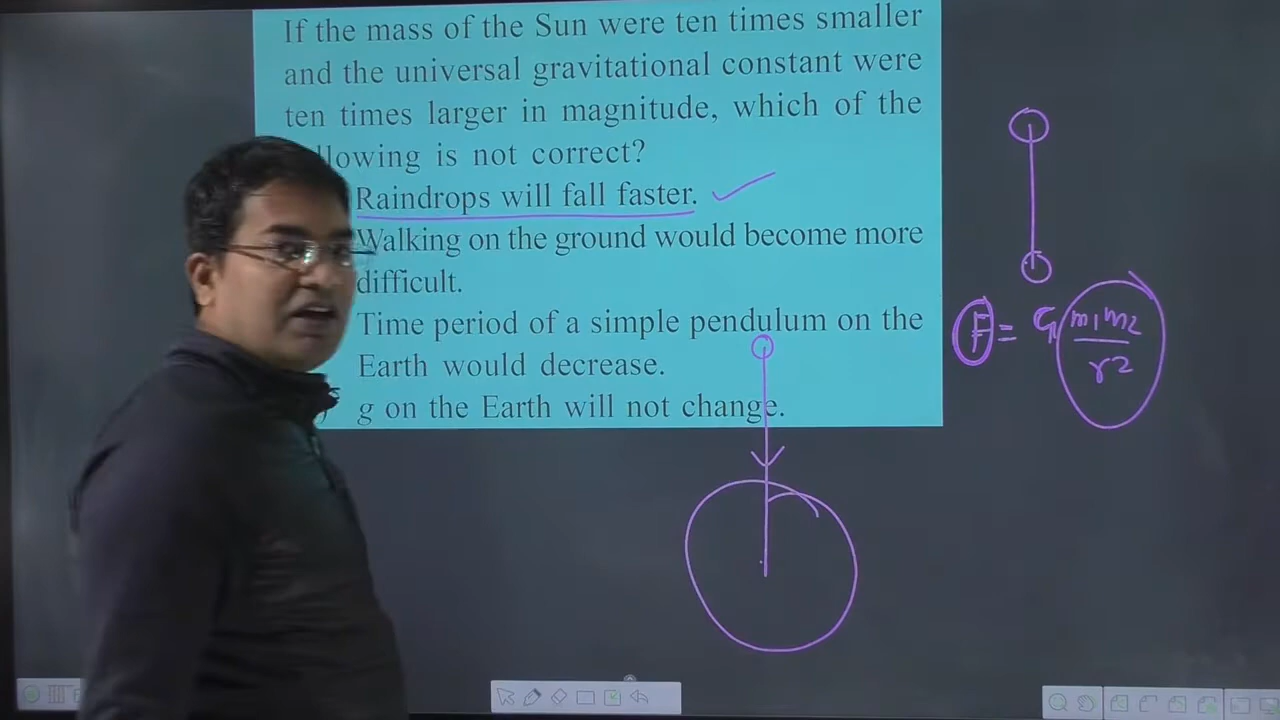 If the mass of the Sun were ten times smaller
and the universal gravitational constant were
ten times larger in magnitude, which of the
llowing is not correct?
Raindrops will fall faster.
Walking on the ground would become more
difficult.
Time period of a simple pendulum on the
Earth would decrease.
g on the Earth will not change.
F = G m1m2
r2